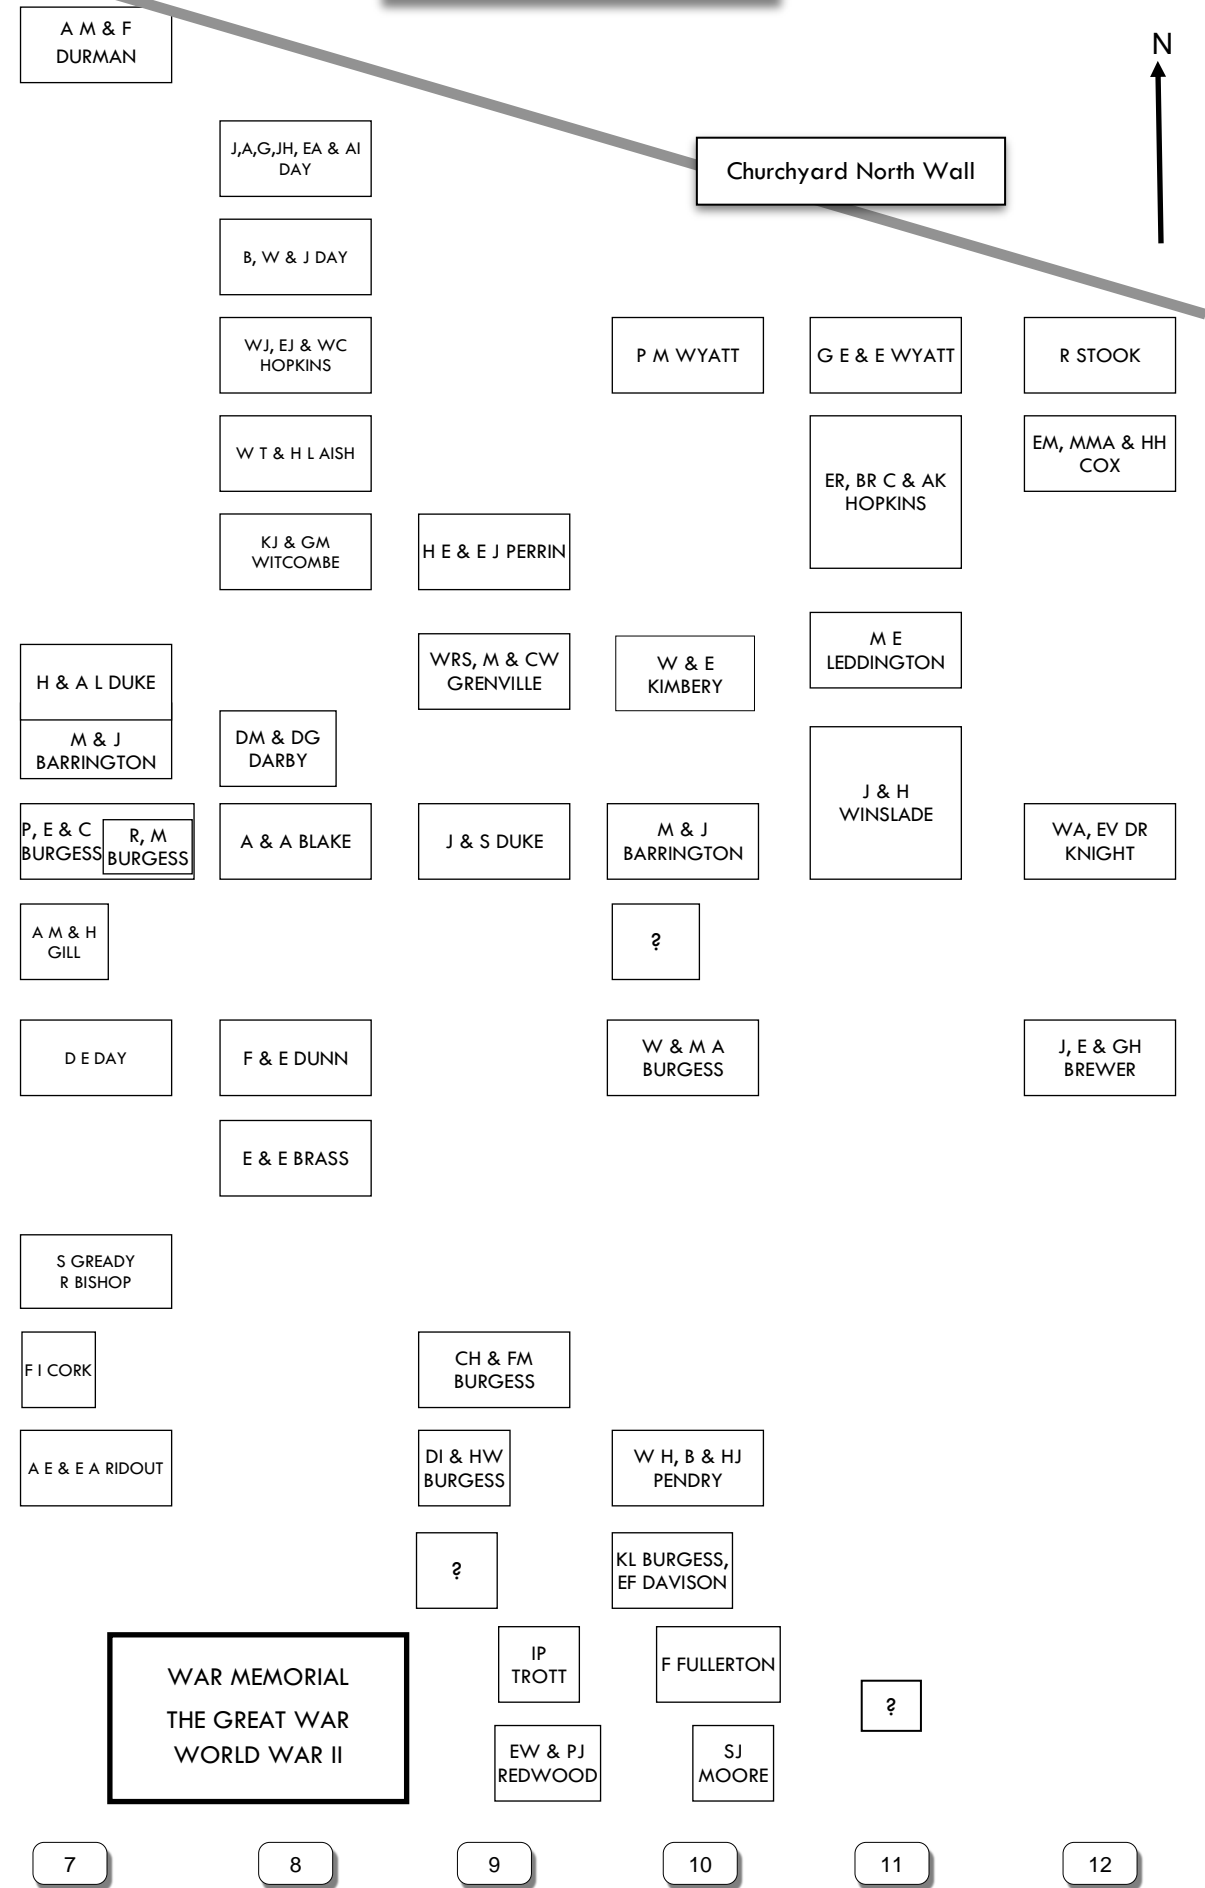 A M & F
DURMAN
N
J,A,G,JH, EA & AI
DAY
Churchyard North Wall
B, W & J DAY
WJ, EJ & WC
HOPKINS
P M WYATT
G E & E WYATT
R STOOK
W T & H L AISH
ER, BR C & AK
HOPKINS
EM, MMA & HH
COX
KJ & GM
WITCOMBE
H E & E J PERRIN
M E
LEDDINGTON
H & A L DUKE
WRS, M & CW
GRENVILLE
W & E
KIMBERY
M & J
BARRINGTON
DM & DG
DARBY
J & H
WINSLADE
P, E & C
BURGESS
R, M
BURGESS
A & A BLAKE
J & S DUKE
M & J
BARRINGTON
WA, EV DR
KNIGHT
A M & H
GILL
?
D E DAY
F & E DUNN
W & M A
BURGESS
J, E & GH
BREWER
E & E BRASS
S GREADY
R BISHOP
F I CORK
CH & FM
BURGESS
A E & E A RIDOUT
DI & HW
BURGESS
W H, B & HJ
PENDRY
?
KL BURGESS,
EF DAVISON
WAR MEMORIAL
THE GREAT WAR
WORLD WAR II
IP
TROTT
F FULLERTON
?
EW & PJ
REDWOOD
SJ
MOORE
7
8
9
10
11
12